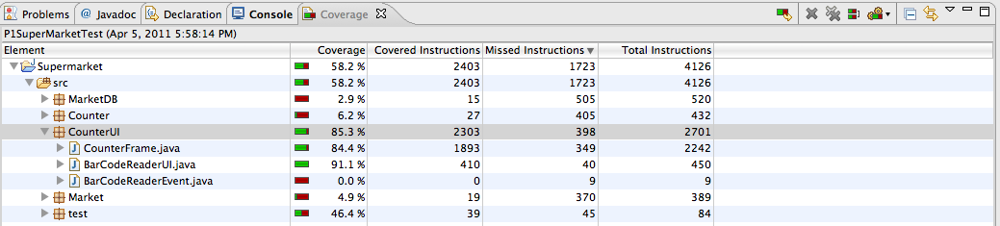 Problems @ Javadoc Declaration Console Coverage
P1SuperMarketTest (Apr 5, 2011 5:58:14 PM)
Element Coverage Covered Instructions Missed Instructions Total Instructions
Supermarket 58.2 % 2403 1723 4126
src 58.2 % 2403 1723 4126
MarketDB 2.9 % 15 505 520
Counter 6.2 % 27 405 432
CounterUI 85.3 % 2303 398 2701
CounterFrame.java 84.4 % 1893 349 2242
BarCodeReaderUI.java 91.1 % 410 40 450
BarCodeReaderEvent.java 0.0 % 0 9 9
Market 4.9 % 19 370 389
test 46.4 % 39 45 84